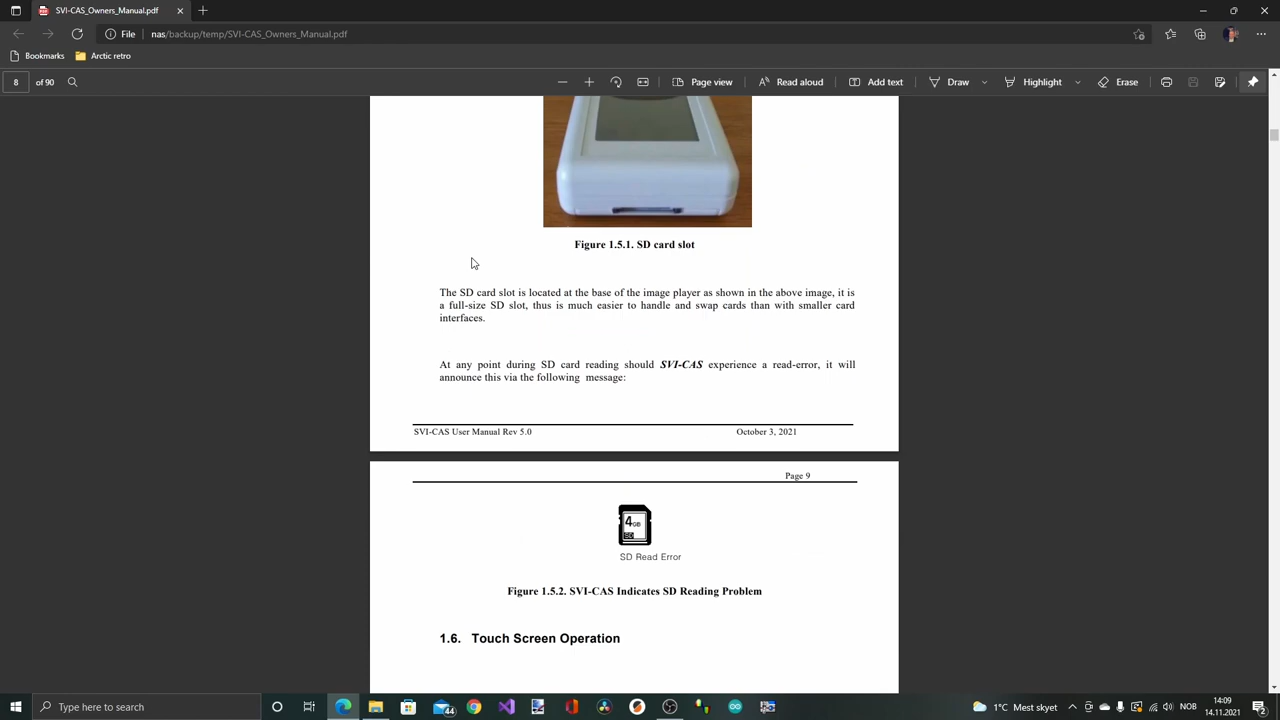 SVI-CAS_Owners_Manual.pdf
File nas/backup/temp/SVI-CAS_Owners_Manual.pdf
Bookmarks Arctic retro
8 of 90 Page view Read aloud Add text Draw Highlight Erase
Figure 1.5.1. SD card slot
The SD card slot is located at the base of the image player as shown in the above image, it is
a full-size SD slot, thus is much easier to handle and swap cards than with smaller card
interfaces.
At any point during SD card reading should SVI-CAS experience a read-error, it will
announce this via the following message:
SVI-CAS User Manual Rev 5.0 October 3, 2021
Page 9
4GB
SD
SD Read Error
Figure 1.5.2. SVI-CAS Indicates SD Reading Problem
1.6. Touch Screen Operation
Type here to search 44 1°C Mest skyet NOB 14:09
14.11.2021 2